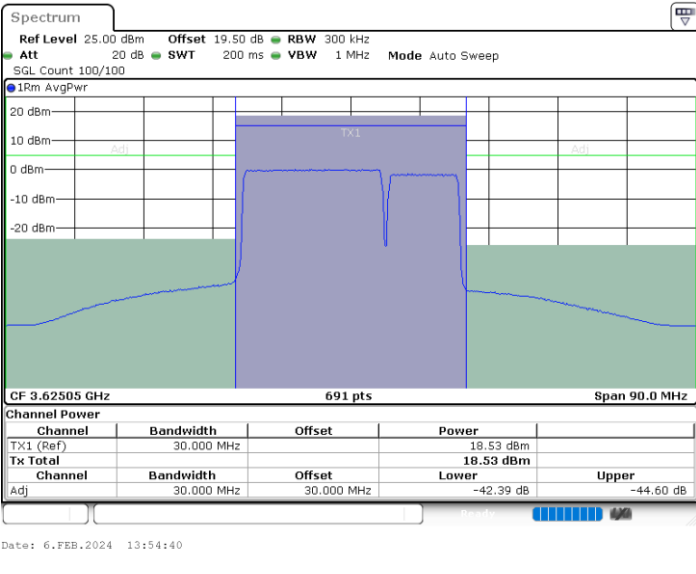 Spectrum
Ref Level 25.00 dBm Offset 19.50 dB RBW 300 kHz
Att 20 dB SWT 200 ms VBW 1 MHz Mode Auto Sweep
SGL Count 100/100
1Rm AvgPwr
20 dBm
TX1
10 dBm
Adj Adj
0 dBm
-10 dBm
-20 dBm
CF 3.62505 GHz 691 pts Span 90.0 MHz
Channel Power
Channel Bandwidth Offset Power
TX1 (Ref) 30.000 MHz 18.53 dBm
Tx Total 18.53 dBm
Channel Bandwidth Offset Lower Upper
Adj 30.000 MHz 30.000 MHz -42.39 dB -44.60 dB
Ready
Date: 6.FEB.2024 13:54:40